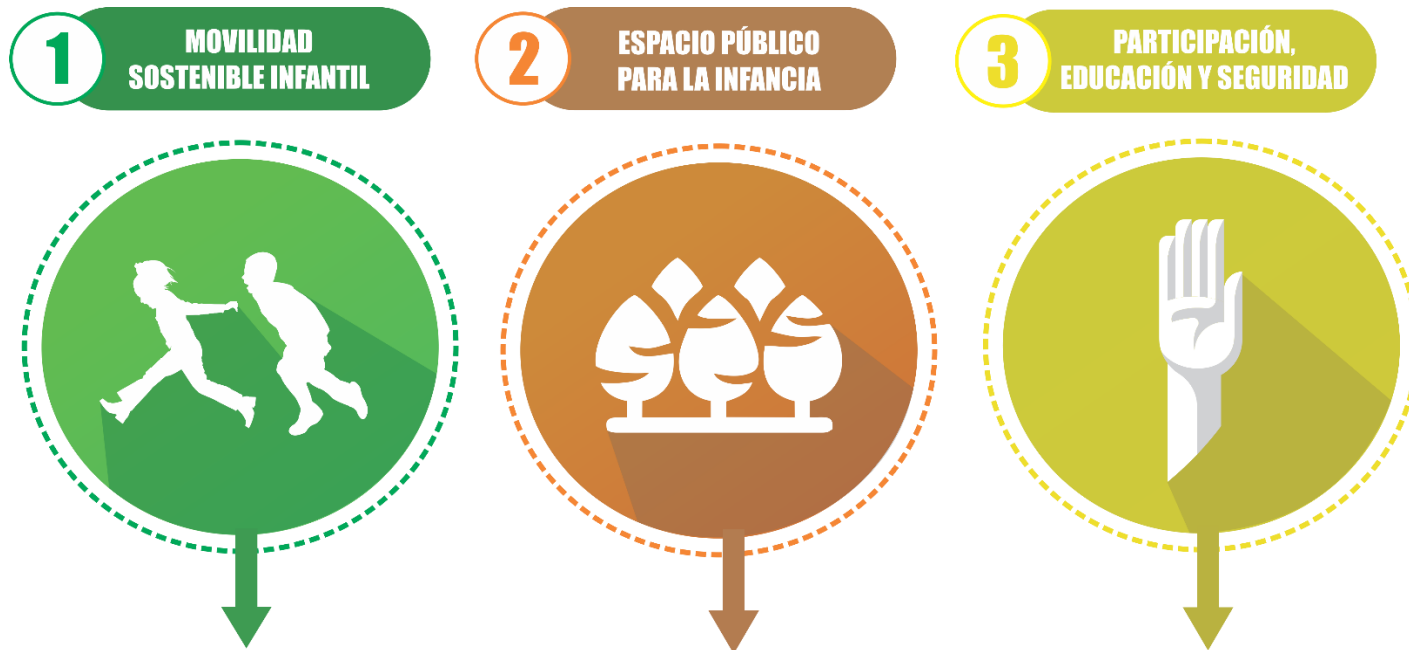 1
MOVILIDAD
SOSTENIBLE INFANTIL
2
ESPACIO PÚBLICO
PARA LA INFANCIA
3
PARTICIPACIÓN,
EDUCACIÓN Y SEGURIDAD